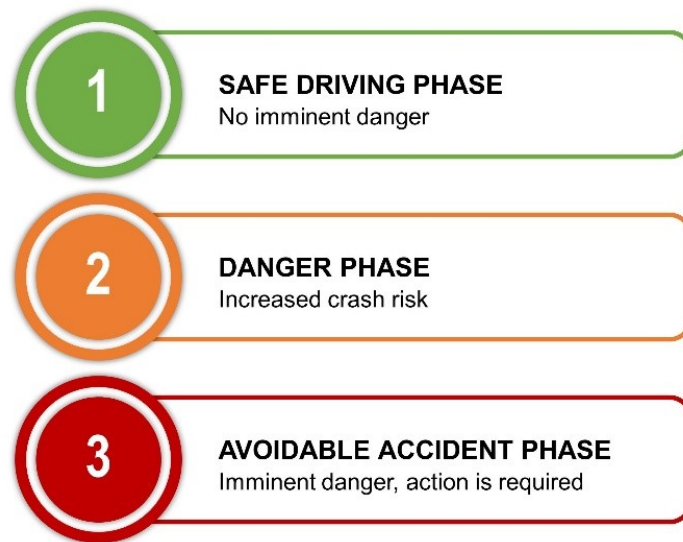 1
SAFE DRIVING PHASE
No imminent danger
2
DANGER PHASE
Increased crash risk
3
AVOIDABLE ACCIDENT PHASE
Imminent danger, action is required